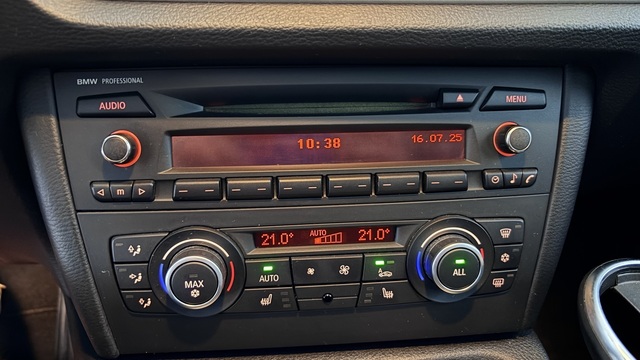 BMW PROFESSIONAL
AUDIO
MENU
10:38
16.07.25
m
21.0°
AUTO
21.0°
MAX
AUTO
ALL